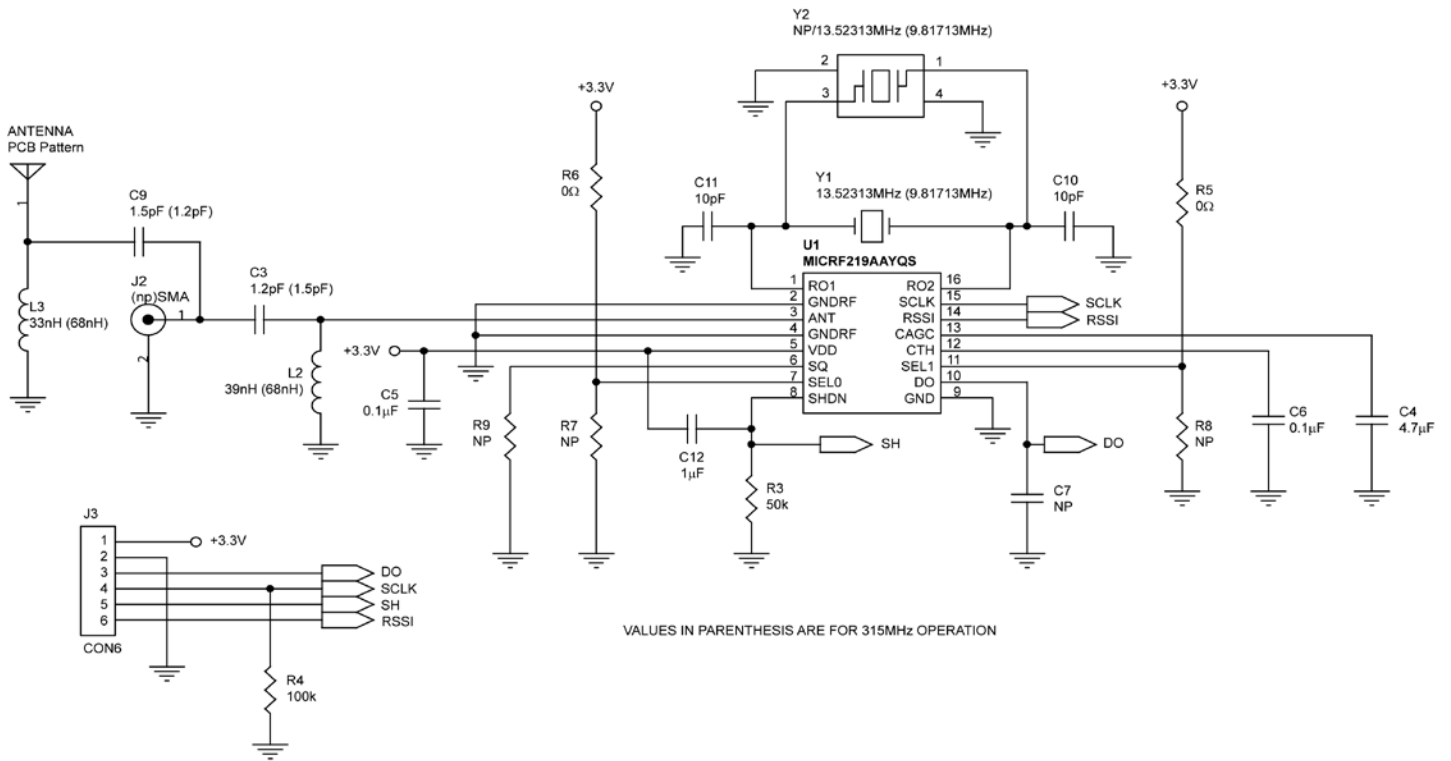 Y2
NP/13.52313MHz (9.81713MHz)
2
1
3
4
+3.3V
+3.3V
ANTENNA
PCB Pattern
1
C9
1.5pF (1.2pF)
R6
0Ω
C11
10pF
Y1
13.52313MHz (9.81713MHz)
C10
10pF
R5
0Ω
U1
MICRF219AAYQS
L3
33nH (68nH)
J2
(np)SMA
1
2
C3
1.2pF (1.5pF)
L2
39nH (68nH)
+3.3V
C5
0.1μF
1 RO1 RO2 16
2 GNDRF SCLK 15 SCLK
3 ANT RSSI 14 RSSI
4 GNDRF CAGC 13
5 VDD CTH 12
6 SQ SEL1 11
7 SEL0 DO 10
8 SHDN GND 9
R9
NP
R7
NP
C12
1μF
SH
R3
50k
DO
C7
NP
R8
NP
C6
0.1μF
C4
4.7μF
J3
1 +3.3V
2
3 DO
4 SCLK
5 SH
6 RSSI
CON6
R4
100k
VALUES IN PARENTHESIS ARE FOR 315MHz OPERATION